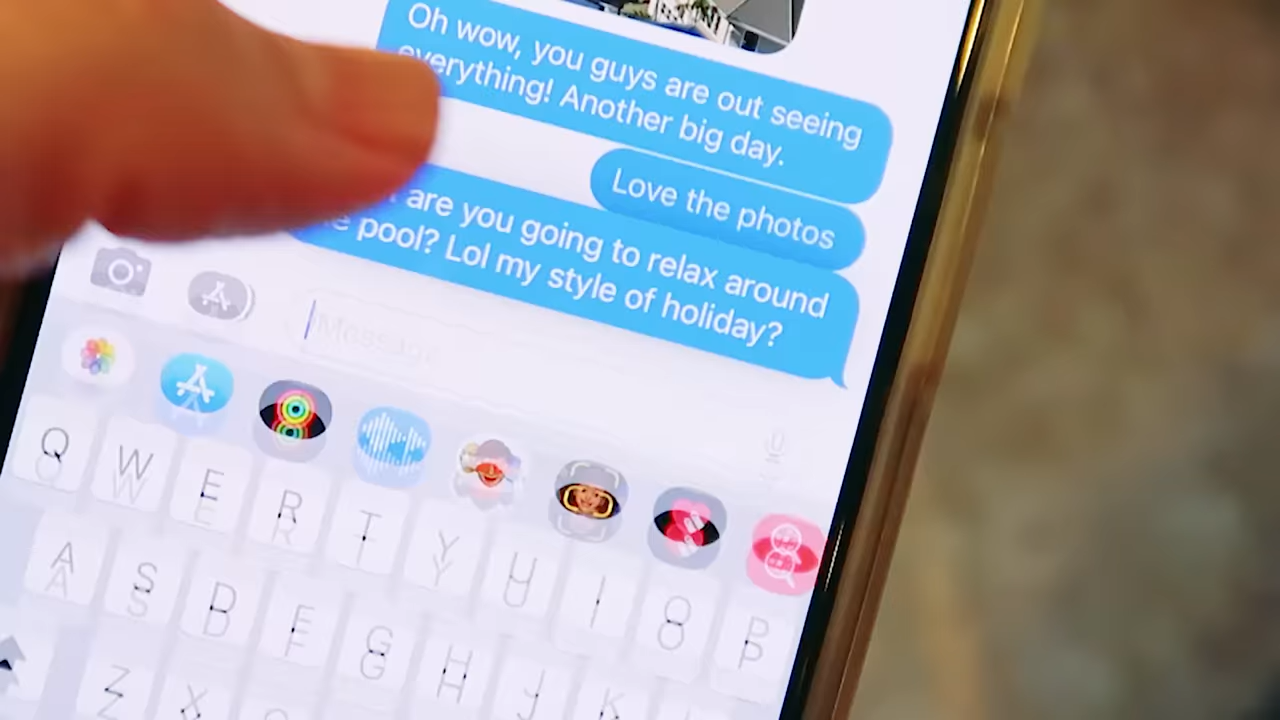 Oh wow, you guys are out seeing
everything! Another big day.
Love the photos
are you going to relax around
pool? Lol my style of holiday?
iMessage
Q W E R T Y U I O P
A S D F G H J K
Z X